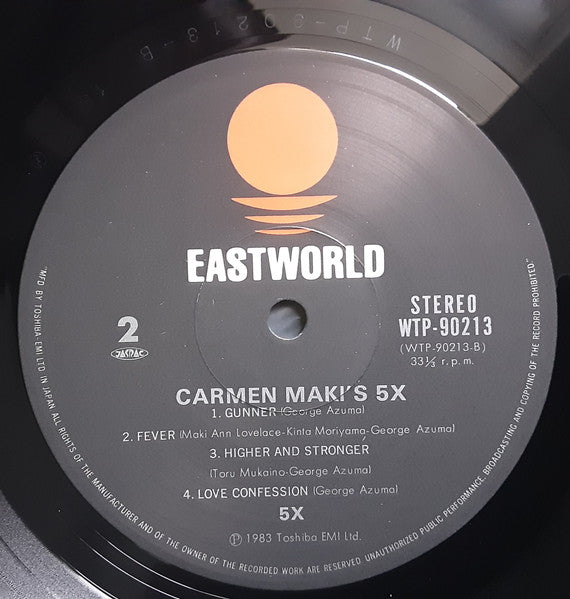 WTP-90213-B
EASTWORLD
2
JASRAC
STEREO
WTP-90213
(WTP-90213-B)
33⅓ r.p.m.
CARMEN MAKI'S 5X
1. GUNNER (George Azuma)
2. FEVER (Maki Ann Lovelace-Kinta Moriyama-George Azuma)
3. HIGHER AND STRONGER
(Toru Mukaino-George Azuma)
4. LOVE CONFESSION (George Azuma)
5X
Ⓟ 1983 Toshiba EMI Ltd.
"MFD BY TOSHIBA EMI LTD IN JAPAN ALL RIGHTS OF THE MANUFACTURER AND OF THE OWNER OF THE RECORDED WORK ARE RESERVED. UNAUTHORIZED PUBLIC PERFORMANCE, BROADCASTING AND COPYING OF THE RECORD PROHIBITED"